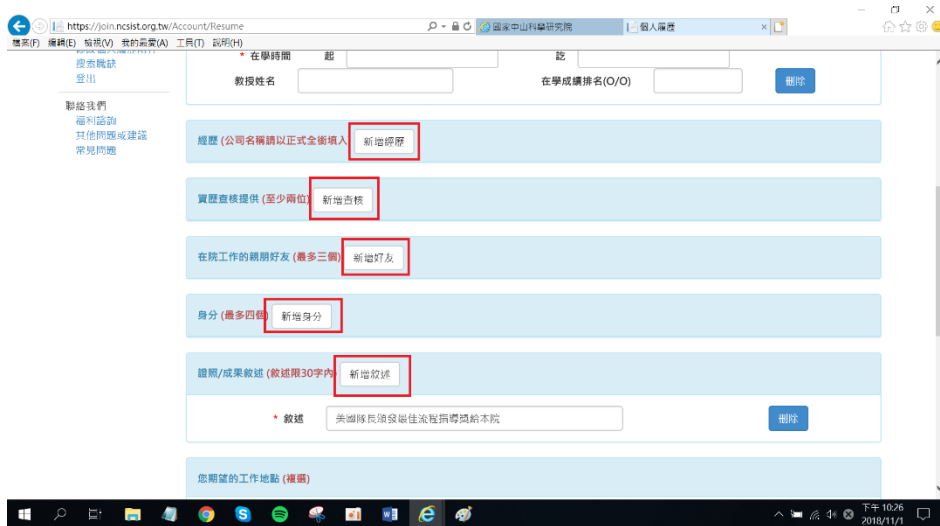 https://join.ncsist.org.tw/Account/Resume
國家中山科學研究院
個人履歷
檔案(F) 編輯(E) 檢視(V) 我的最愛(A) 工具(T) 說明(H)
搜索職缺
登出
聯絡我們
福利諮詢
其他問題或建議
常見問題
* 在學時間 起 訖
教授姓名 在學成績排名(O/O) 刪除
經歷 (公司名稱請以正式全銜填入 新增經歷
資歷查核提供 (至少兩位) 新增查核
在院工作的親朋好友 (最多三個) 新增好友
身分 (最多四個) 新增身分
證照/成果敘述 (敘述限30字內) 新增敘述
* 敘述 美國隊長頒發最佳流程指導獎給本院 刪除
您期望的工作地點 (複選)
下午 10:26
2018/11/1